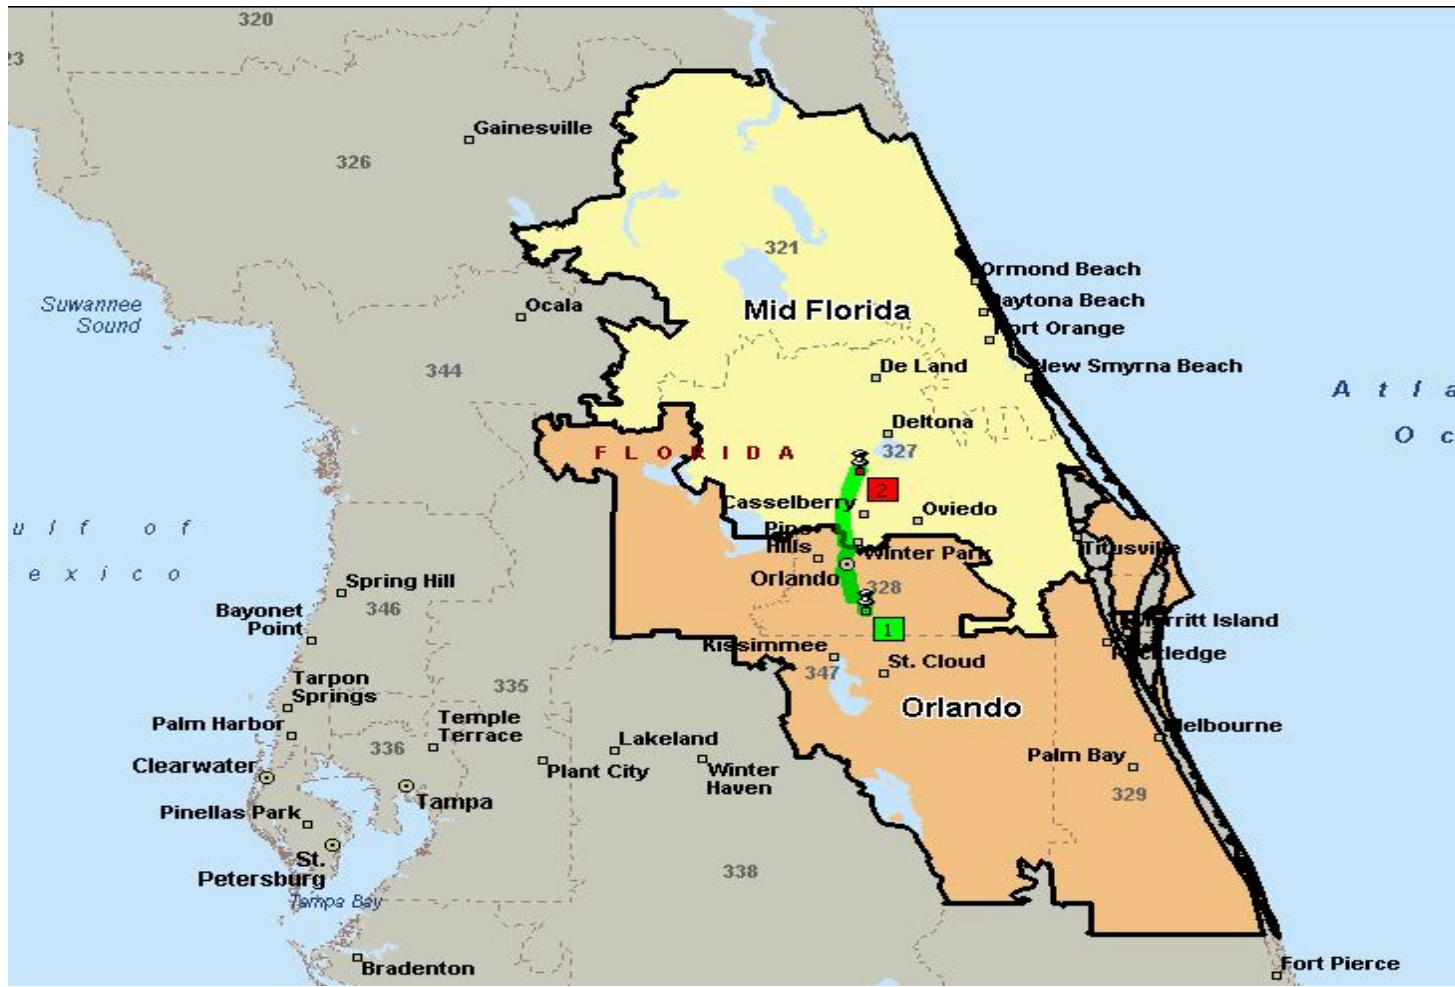 320
23
Gainesville
326
321
Ormond Beach
Suwannee
Sound
Ocala
Daytona Beach
Mid Florida
Port Orange
De Land
New Smyrna Beach
344
A t l a
Deltona
O c
F L O R I D A
327
2
Casselberry
Oviedo
u l f o f
Pine
Hills
Winter Park
Titusville
e x i c o
Spring Hill
Orlando
328
346
Bayonet
Point
1
Merritt Island
Kissimmee
Rockledge
347
St. Cloud
Tarpon
Springs
335
Orlando
Palm Harbor
336
Temple
Terrace
Lakeland
Melbourne
Clearwater
Plant City
Winter
Haven
Palm Bay
Tampa
329
Pinellas Park
St.
Petersburg
338
Tampa Bay
Bradenton
Fort Pierce